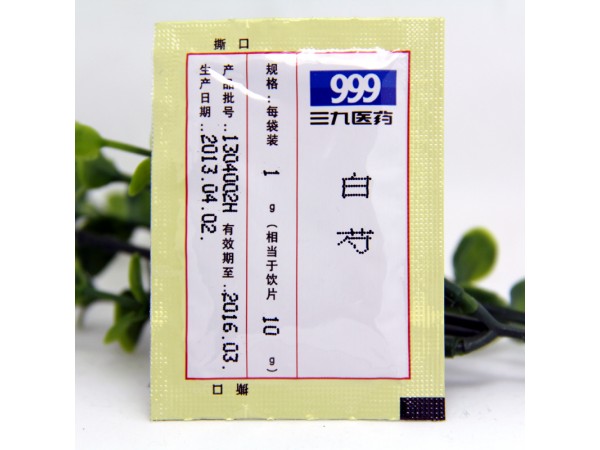 撕 口
999
三九医药
白芍
规格：每袋装 1 g（相当于饮片 10 g）
产品批号：1304002H 有效期至：2016.03.
生产日期：2013.04.02.
撕 口